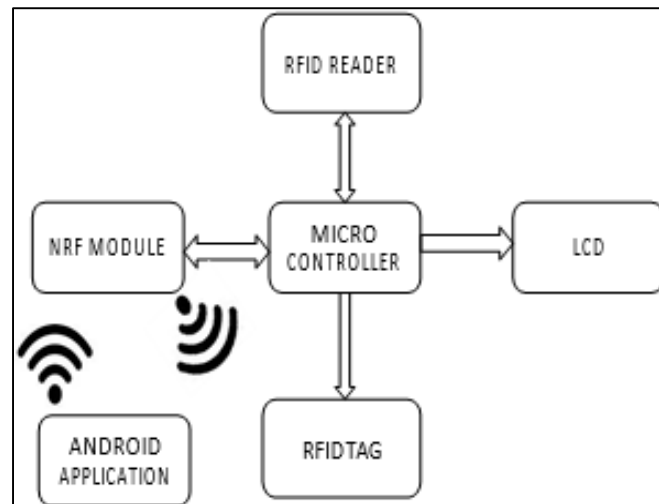 RFID READER
NRF MODULE
MICRO
CONTROLLER
LCD
ANDROID
APPLICATION
RFIDTAG